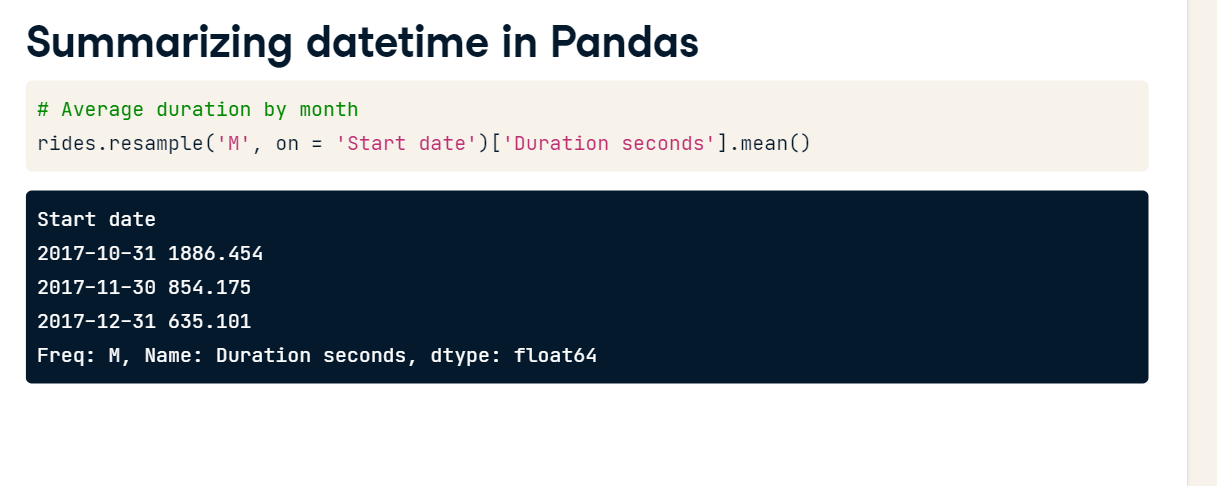 Summarizing datetime in Pandas
# Average duration by month
rides.resample('M', on = 'Start date')['Duration seconds'].mean()
Start date
2017-10-31 1886.454
2017-11-30 854.175
2017-12-31 635.101
Freq: M, Name: Duration seconds, dtype: float64